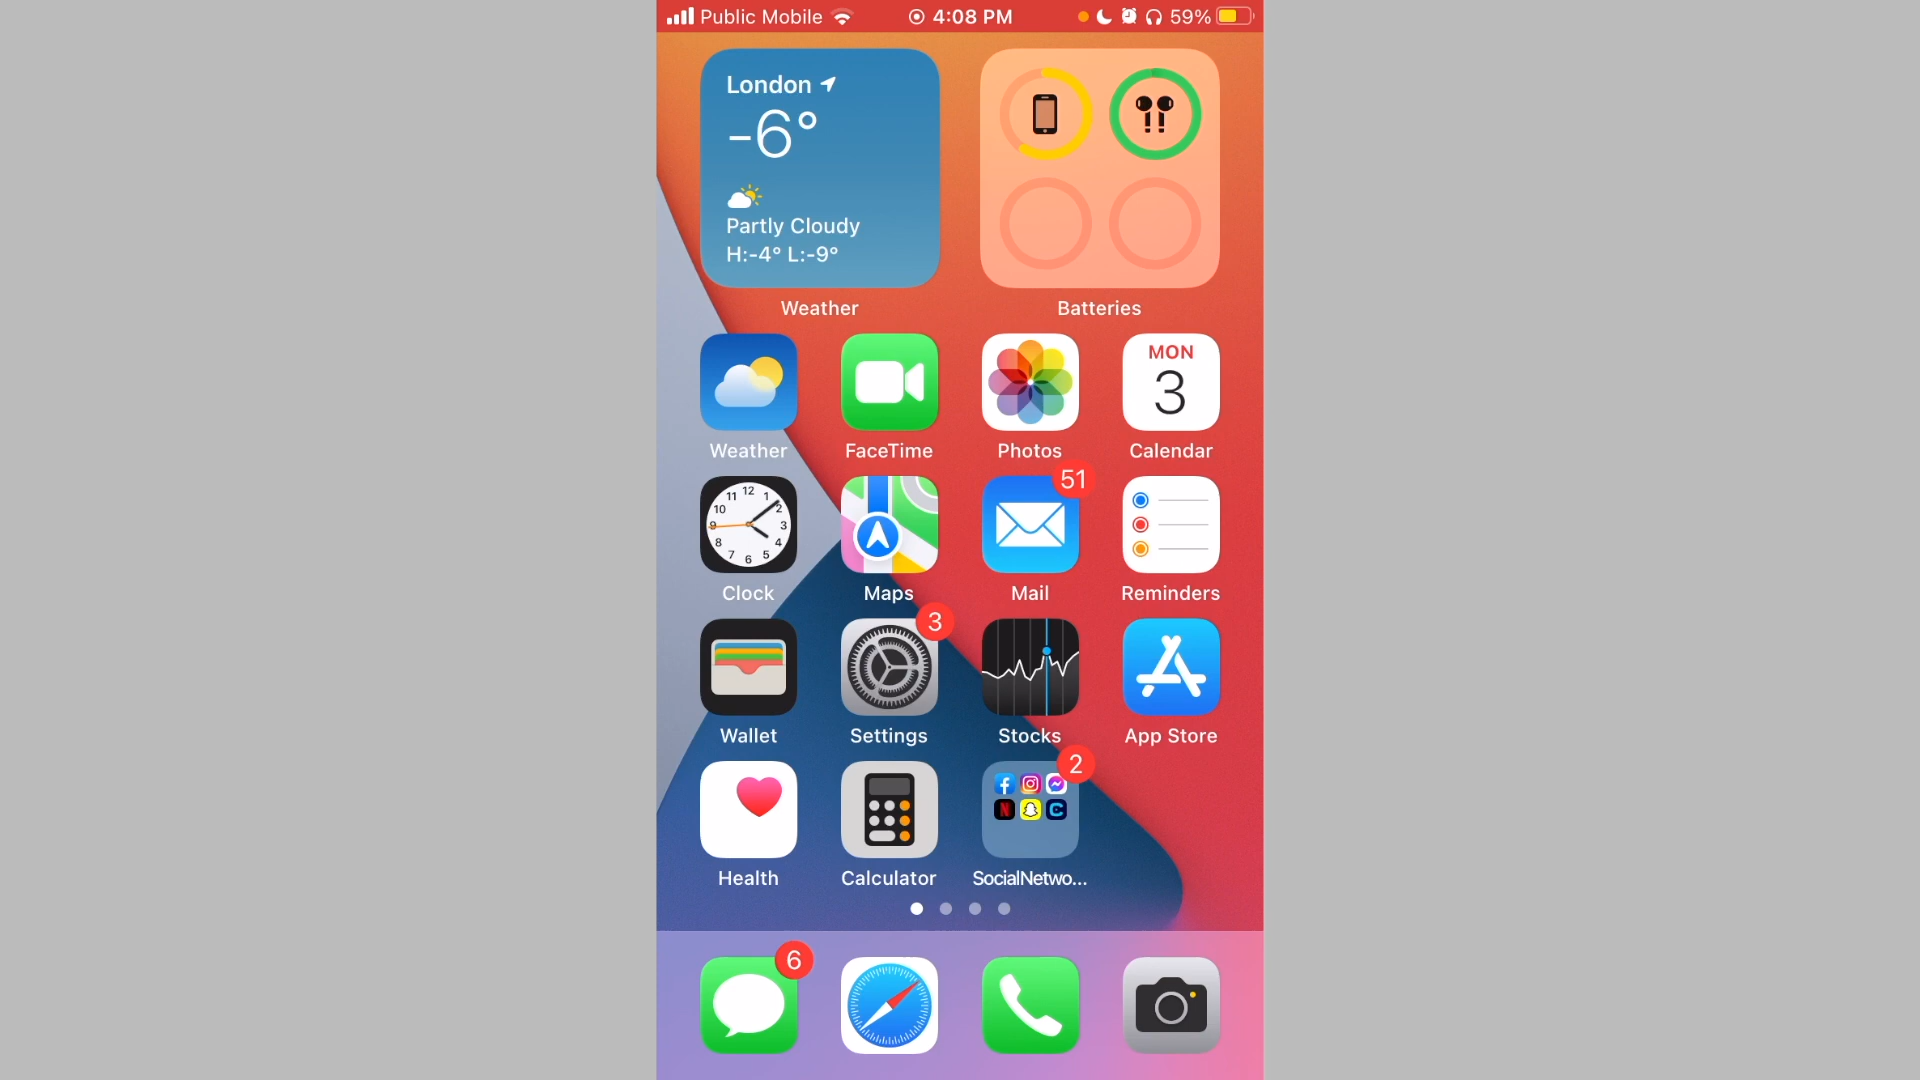 Public Mobile 4:08 PM 59%
London
-6°
Partly Cloudy
H:-4° L:-9°
Weather Batteries
MON
3
Weather FaceTime Photos Calendar
51
12
11 1
10 2
9 3
8 4
7 5
6
Clock Maps Mail Reminders
3
Wallet Settings Stocks App Store
2
Health Calculator SocialNetwo...
6